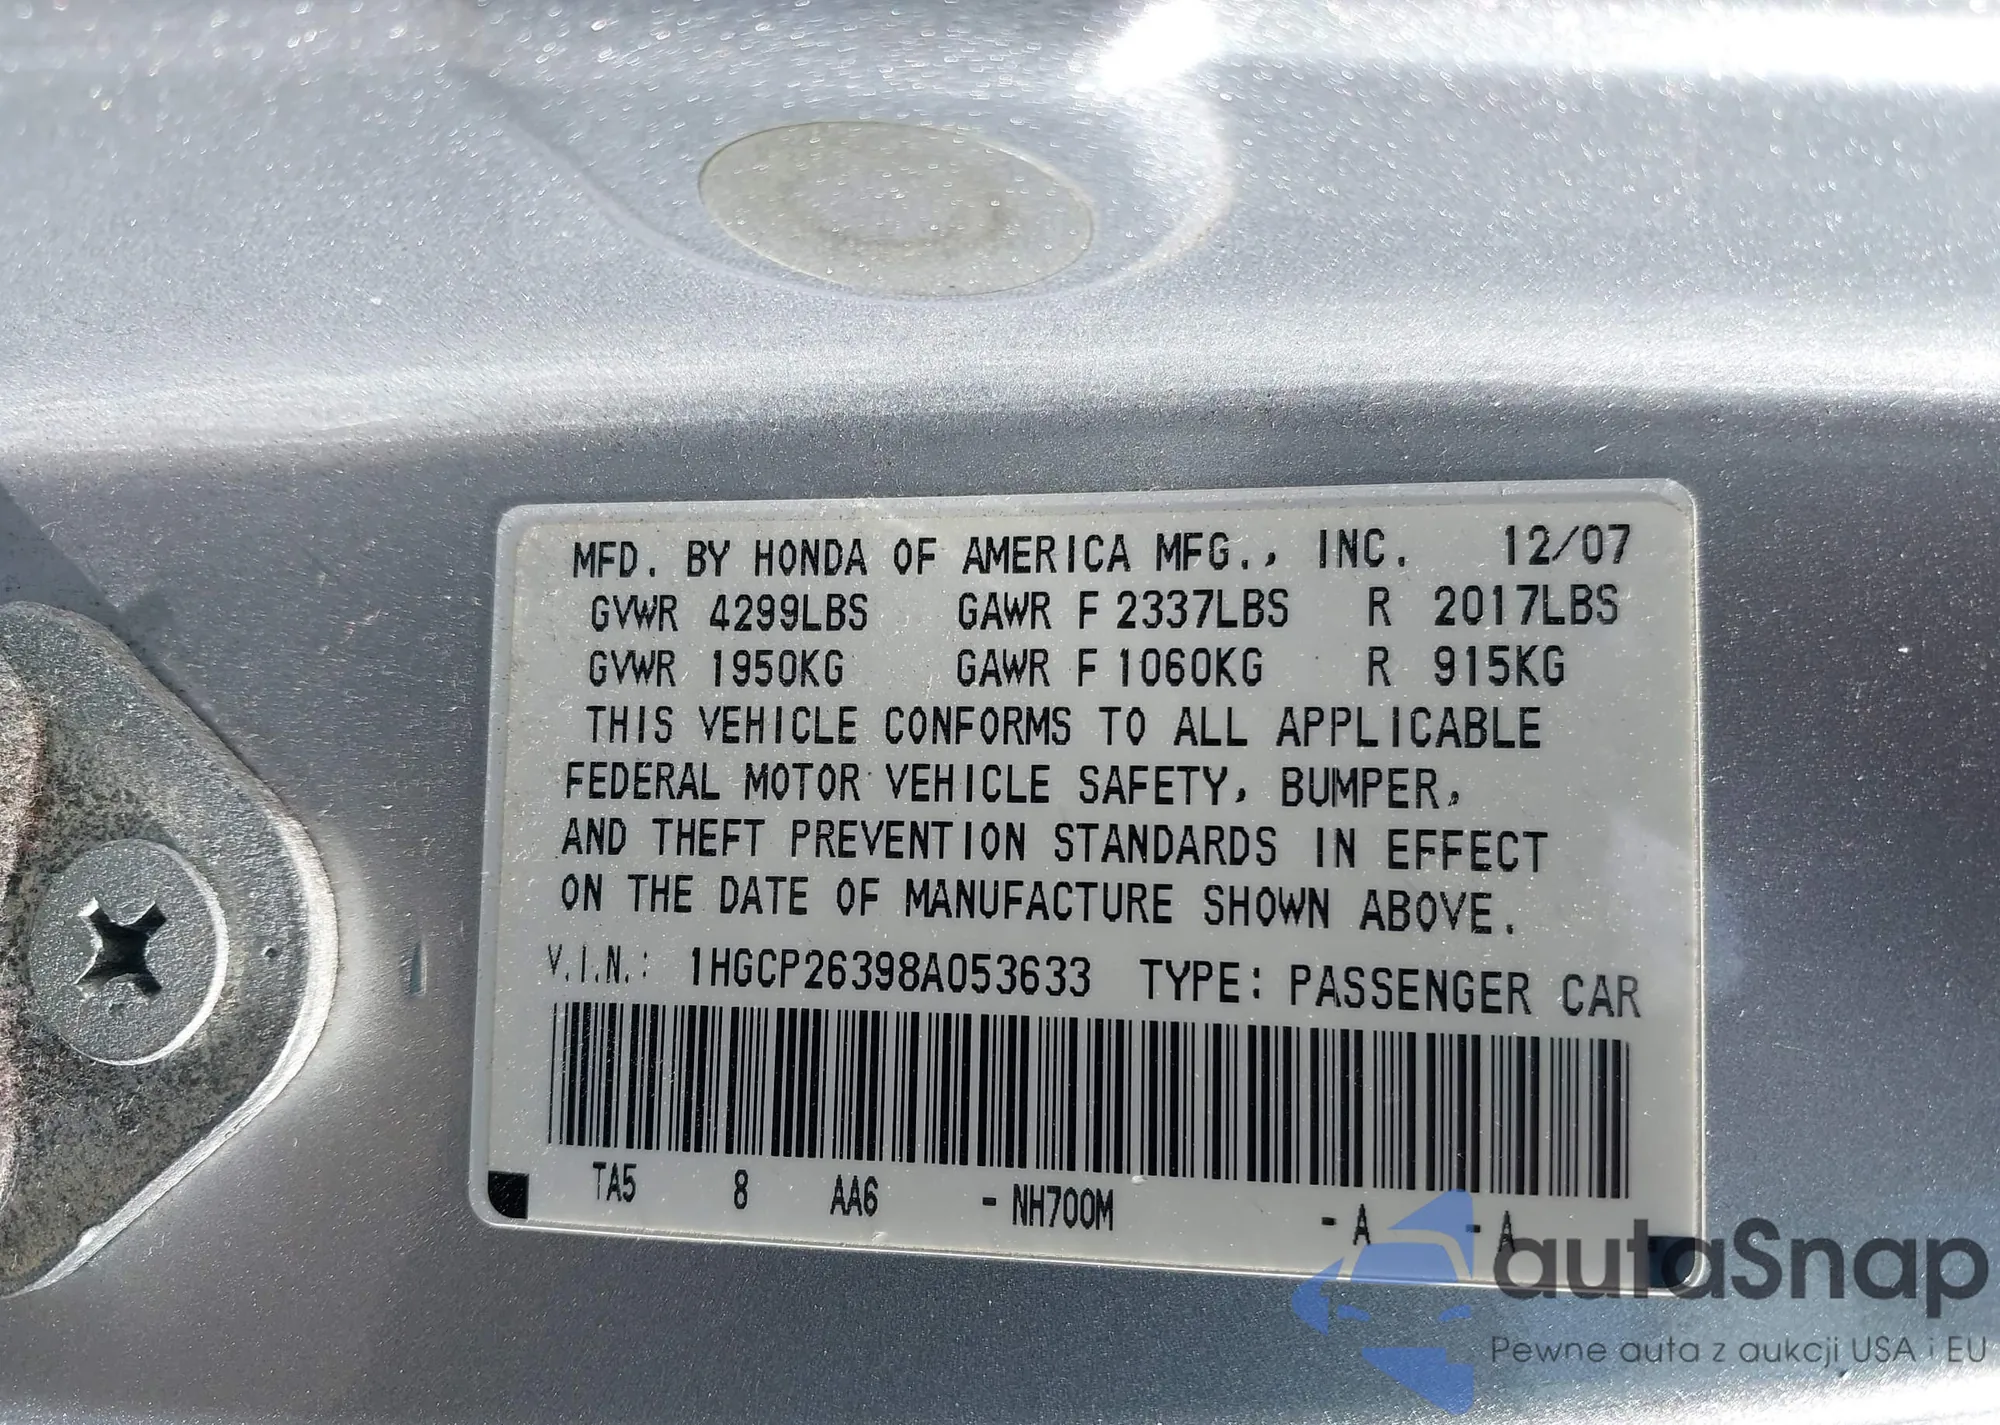 MFD. BY HONDA OF AMERICA MFG., INC. 12/07
GVWR 4299LBS GAWR F 2337LBS R 2017LBS
GVWR 1950KG GAWR F 1060KG R 915KG
THIS VEHICLE CONFORMS TO ALL APPLICABLE
FEDERAL MOTOR VEHICLE SAFETY, BUMPER,
AND THEFT PREVENTION STANDARDS IN EFFECT
ON THE DATE OF MANUFACTURE SHOWN ABOVE.
V.I.N.: 1HGCP26398A053633 TYPE: PASSENGER CAR
TA5 8 AA6 - NH700M - A - A
autaSnap
Pewne auta z aukcji USA i EU